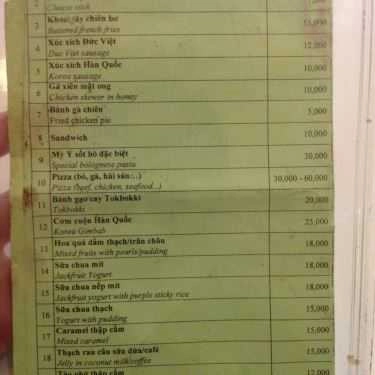 2
Cheese stick
3 Khoai tây chiên bơ 15,000
Buttered french fries
4 Xúc xích Đức Việt 12,000
Duc Viet sausage
5 Xúc xích Hàn Quốc 10,000
Korea sausage
6 Gà xiên mật ong 10,000
Chicken skewer in honey
7 Bánh gà chiên 5,000
Fried chicken pie
8 Sandwich 10,000
9 Mỳ Ý sốt bò đặc biệt 30,000
Special bolognese pasta
10 Pizza (bò, gà, hải sản...) 30,000 - 60,000
Pizza (beef, chicken, seafood...)
11 Bánh gạo cay Tokbokki 20,000
Tokbokki
12 Cơm cuộn Hàn Quốc 25,000
Korea Gimbab
13 Hoa quả dầm thạch/trân châu 18,000
Mixed fruits with pearls/pudding
14 Sữa chua mít 18,000
Jackfruit Yogurt
15 Sữa chua nếp mít 18,000
Jackfruit yogurt with purple sticky rice
16 Sữa chua thạch 15,000
Yogurt with pudding
17 Caramel thập cẩm 15,000
Mixed caramel
18 Thạch rau câu sữa dừa/cafê 15,000
Jelly in coconut milk/coffee
thập cẩm 12,000